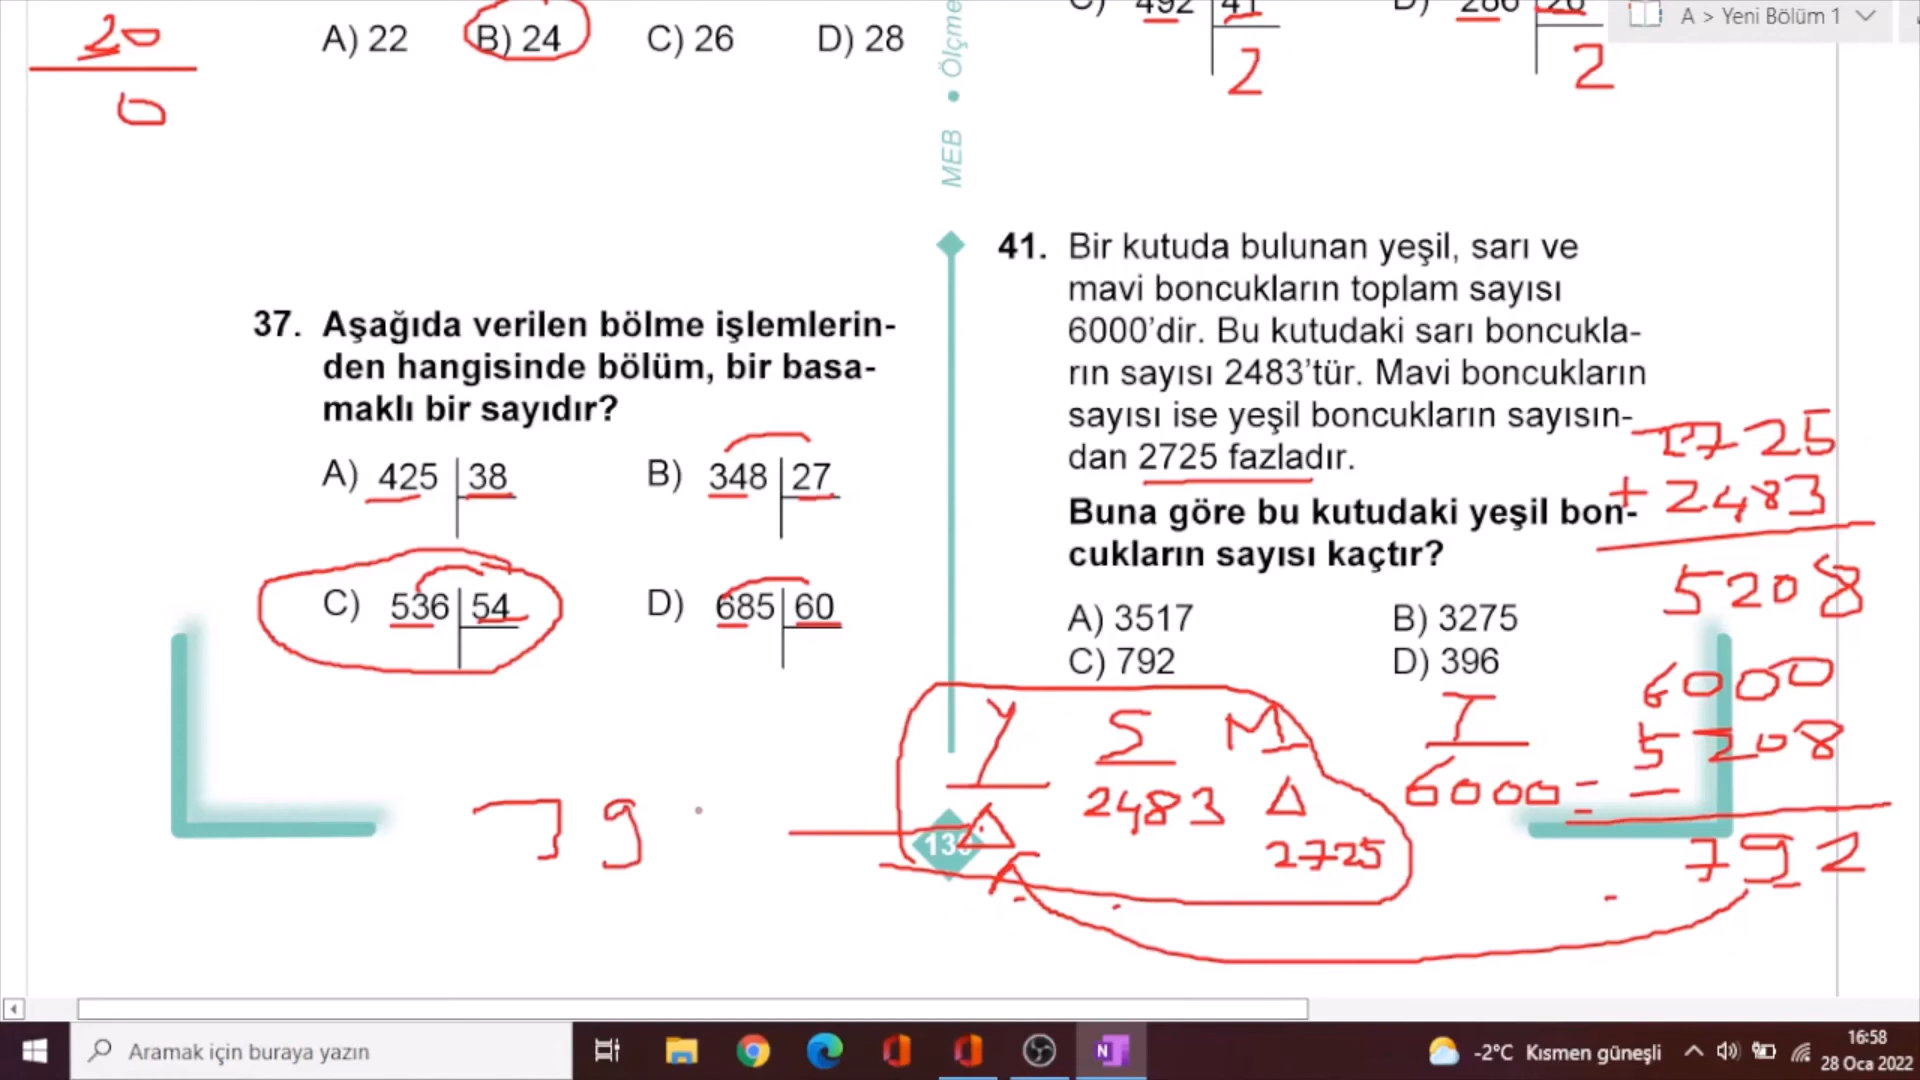 20
0
A) 22 B) 24 C) 26 D) 28
37. Aşağıda verilen bölme işlemlerin-
den hangisinde bölüm, bir basa-
maklı bir sayıdır?
A) 425 38 B) 348 27
C) 536 54 D) 685 60
79
MEB • Ölçme
C) 492 41 D)
2 2
A > Yeni Bölüm 1
41. Bir kutuda bulunan yeşil, sarı ve
mavi boncukların toplam sayısı
6000'dir. Bu kutudaki sarı boncukla-
rın sayısı 2483'tür. Mavi boncukların
sayısı ise yeşil boncukların sayısın-
dan 2725 fazladır.
Buna göre bu kutudaki yeşil bon-
cukların sayısı kaçtır?
A) 3517 B) 3275
C) 792 D) 396
2725
+ 2483
5208
6000
- 5208
792
Y S M T
2483 6000 =
2725
Aramak için buraya yazın
-2°C Kısmen güneşli
16:58
28 Oca 2022